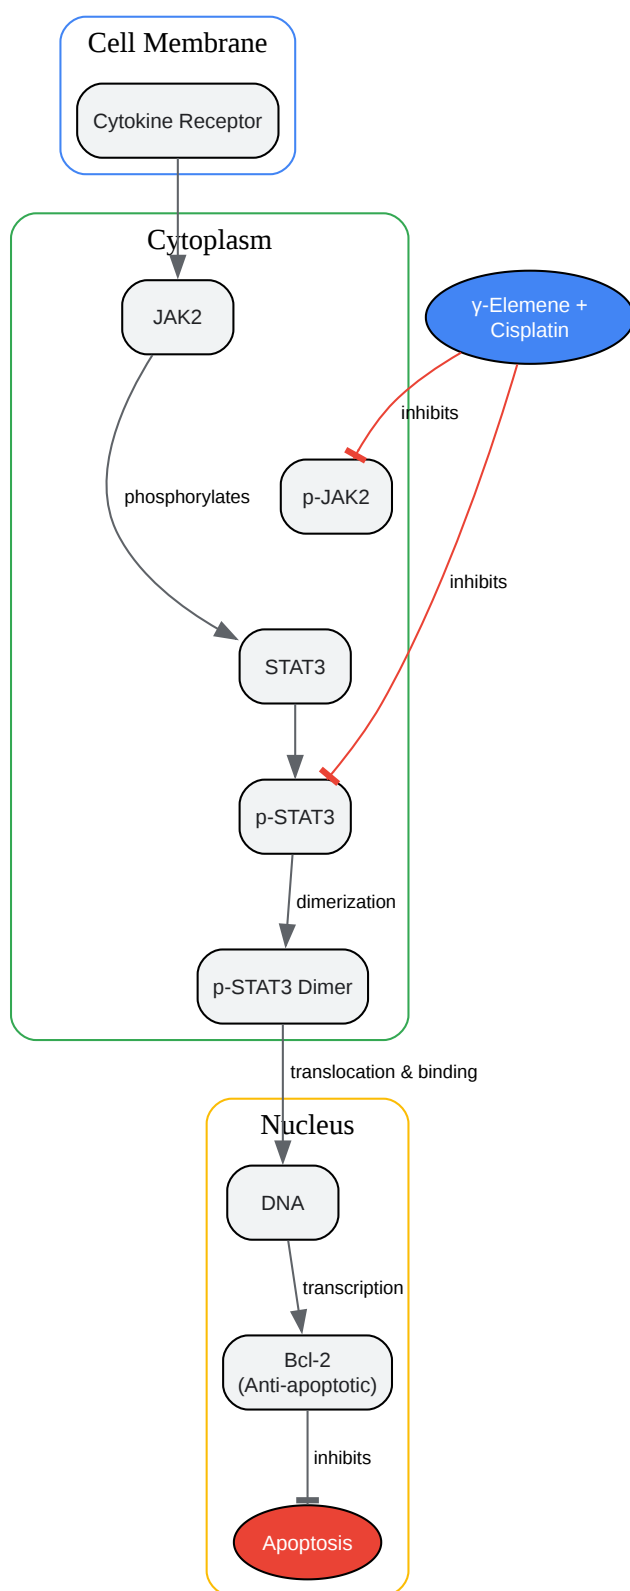 Cell Membrane
Cytokine Receptor
Cytoplasm
JAK2
γ-Elemene +
Cisplatin
inhibits
phosphorylates
p-JAK2
inhibits
STAT3
p-STAT3
dimerization
p-STAT3 Dimer
translocation & binding
Nucleus
DNA
transcription
Bcl-2
(Anti-apoptotic)
inhibits
Apoptosis